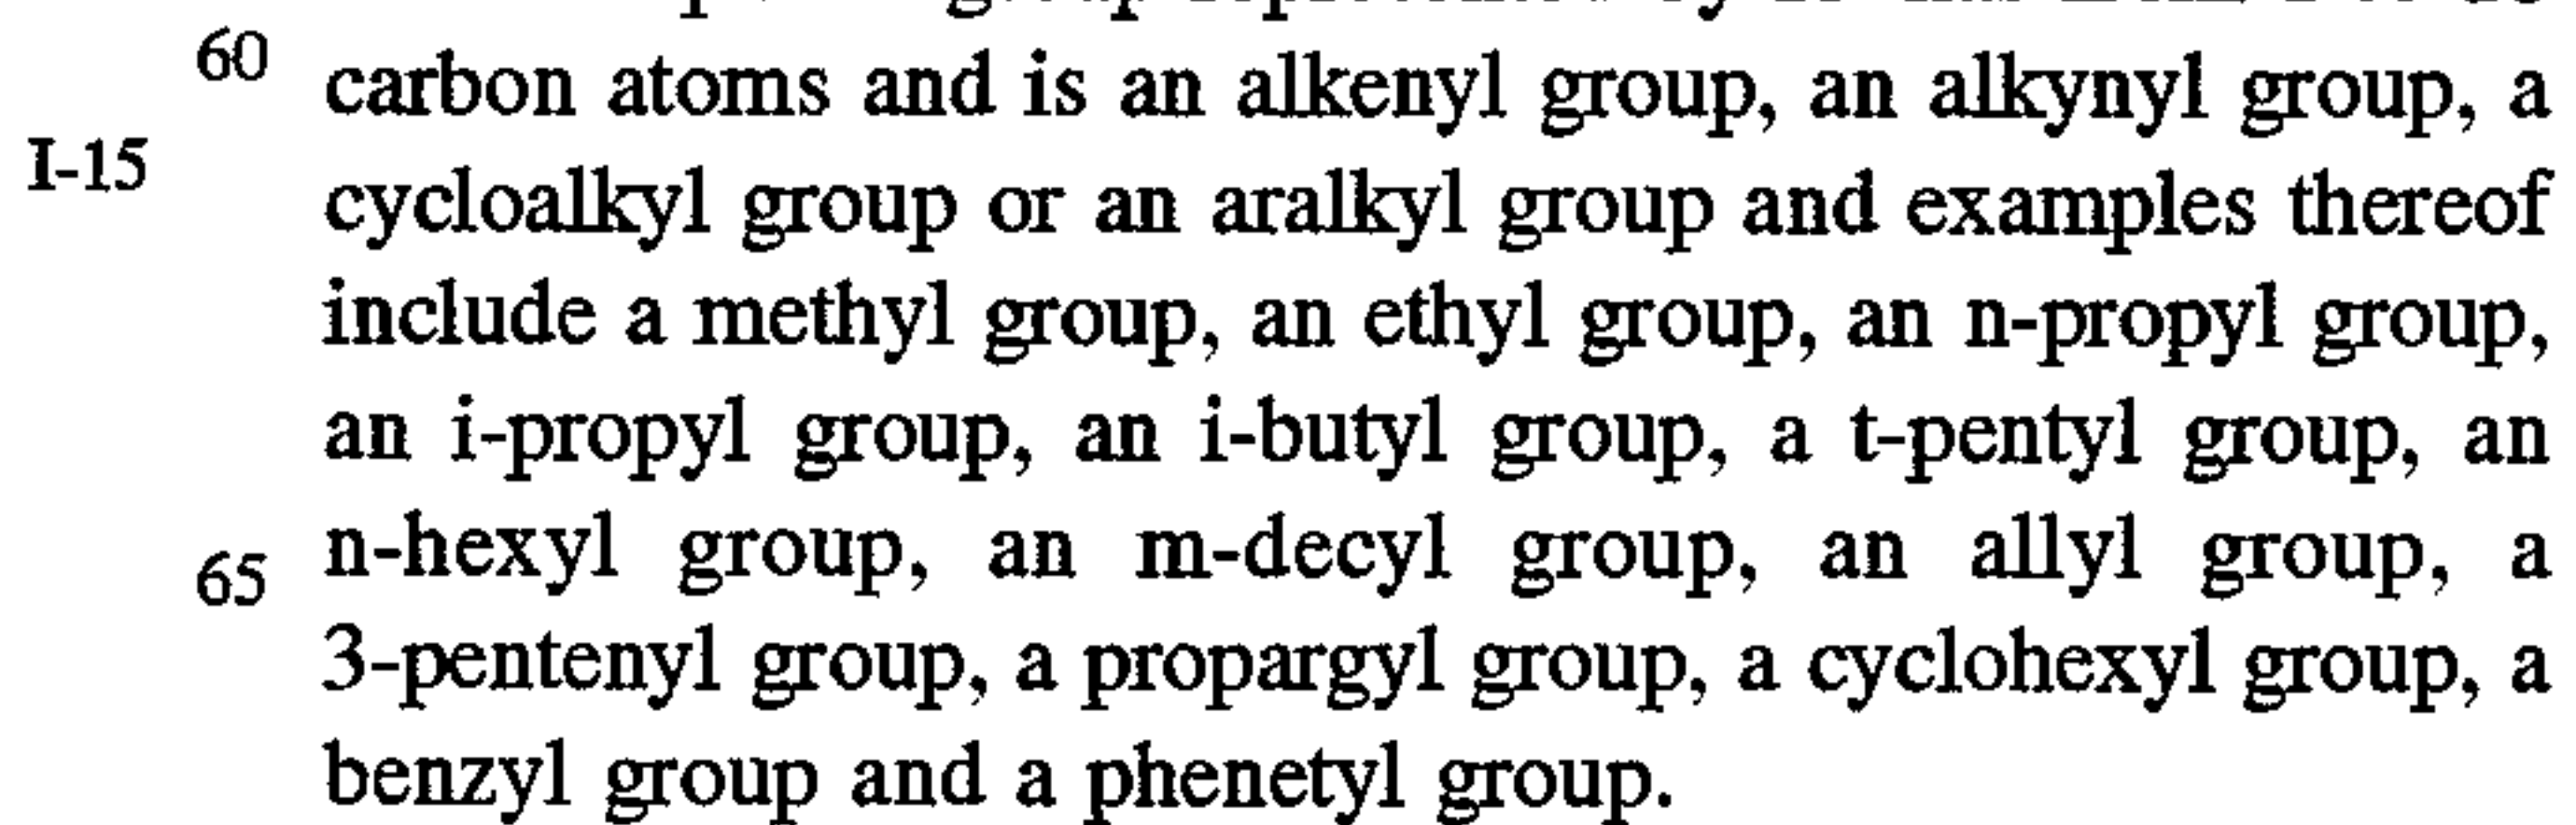 60
carbon atoms and is an alkenyl group, an alkynyl group, a
I-15
cycloalkyl group or an aralkyl group and examples thereof
include a methyl group, an ethyl group, an n-propyl group,
an i-propyl group, an i-butyl group, a t-pentyl group, an
n-hexyl group, an m-decyl group, an allyl group, a
65
3-pentenyl group, a propargyl group, a cyclohexyl group, a
benzyl group and a phenetyl group.